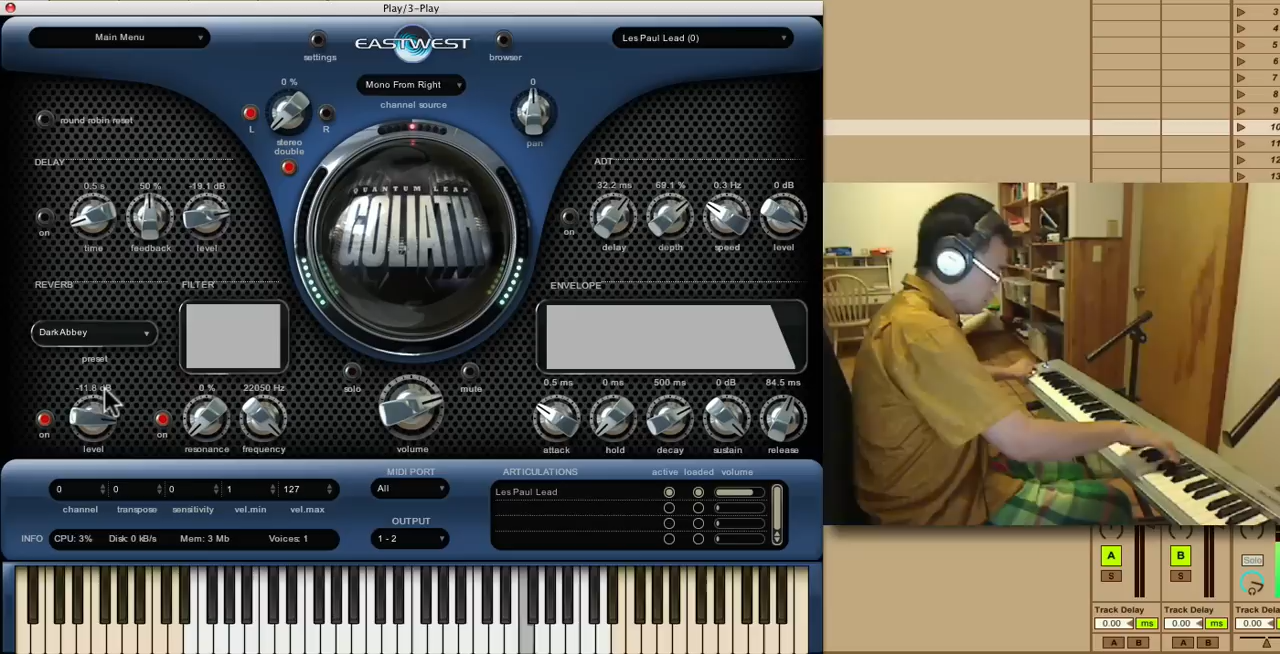 Play/3-Play
Main Menu
settings
EASTWEST
browser
Les Paul Lead (0)
0 %
Mono From Right
channel source
0
L
R
stereo
double
pan
round robin reset
DELAY
0.5 s
50 %
-19.1 dB
on
time
feedback
level
QUANTUM LEAP
GOLIATH
ADT
32.2 ms
69.1 %
0.3 Hz
0 dB
on
delay
depth
speed
level
REVERB
FILTER
ENVELOPE
DarkAbbey
preset
-11.8 dB
0 %
22050 Hz
on
level
on
resonance
frequency
solo
mute
volume
0.5 ms
0 ms
500 ms
0 dB
84.5 ms
attack
hold
decay
sustain
release
0
0
0
1
127
channel
transpose
sensitivity
vel.min
vel.max
INFO
CPU: 3%
Disk: 0 kB/s
Mem: 3 Mb
Voices: 1
MIDI PORT
All
OUTPUT
1 - 2
ARTICULATIONS
active
loaded
volume
Les Paul Lead
3
4
5
6
7
8
9
10
11
12
13
A
B
Solo
S
S
Track Delay
Track Delay
Track Dela
0.00
ms
0.00
ms
0.00
A
B
A
B